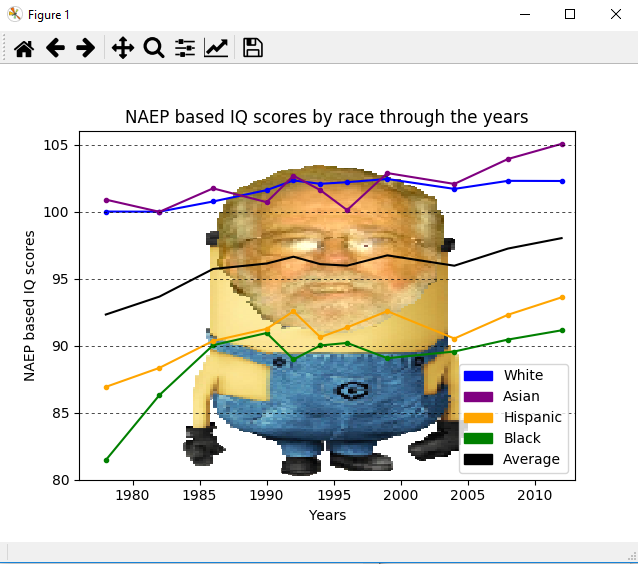 Figure 1
NAEP based IQ scores by race through the years
105
100
95
90
85
80
NAEP based IQ scores
1980 1985 1990 1995 2000 2005 2010
Years
White
Asian
Hispanic
Black
Average